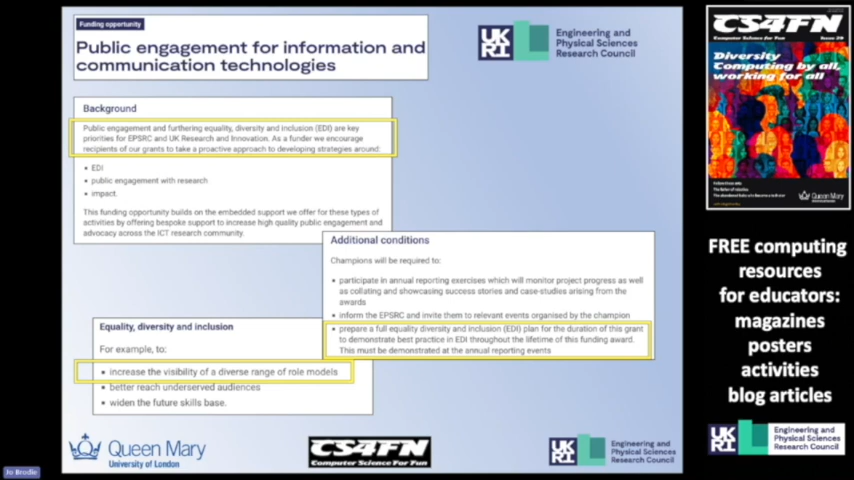 Funding opportunity
Public engagement for information and
communication technologies
UK
RI
Engineering and
Physical Sciences
Research Council
Background
Public engagement and furthering equality, diversity and inclusion (EDI) are key
priorities for EPSRC and UK Research and Innovation. As a funder we encourage
recipients of our grants to take a proactive approach to developing strategies around:
• EDI
• public engagement with research
• impact.
This funding opportunity builds on the embedded support we offer for these types of
activities by offering bespoke support to increase high quality public engagement and
advocacy across the ICT research community.
Additional conditions
Champions will be required to:
• participate in annual reporting exercises which will monitor project progress as well
as collating and showcasing success stories and case-studies arising from the
awards
• inform the EPSRC and invite them to relevant events organised by the champion
• prepare a full equality diversity and inclusion (EDI) plan for the duration of this grant
to demonstrate best practice in EDI throughout the lifetime of this funding award.
This must be demonstrated at the annual reporting events
Equality, diversity and inclusion
For example, to:
• increase the visibility of a diverse range of role models
• better reach underserved audiences
• widen the future skills base.
Queen Mary
University of London
CS4FN
Computer Science For Fun
UK
RI
Engineering and
Physical Sciences
Research Council
CS4FN
Computer Science for Fun
Diversity
Computing by all,
working for all
Queen Mary
FREE computing
resources
for educators:
magazines
posters
activities
blog articles
UK
RI
Engineering and
Physical Sciences
Research Council
Jo Brodie